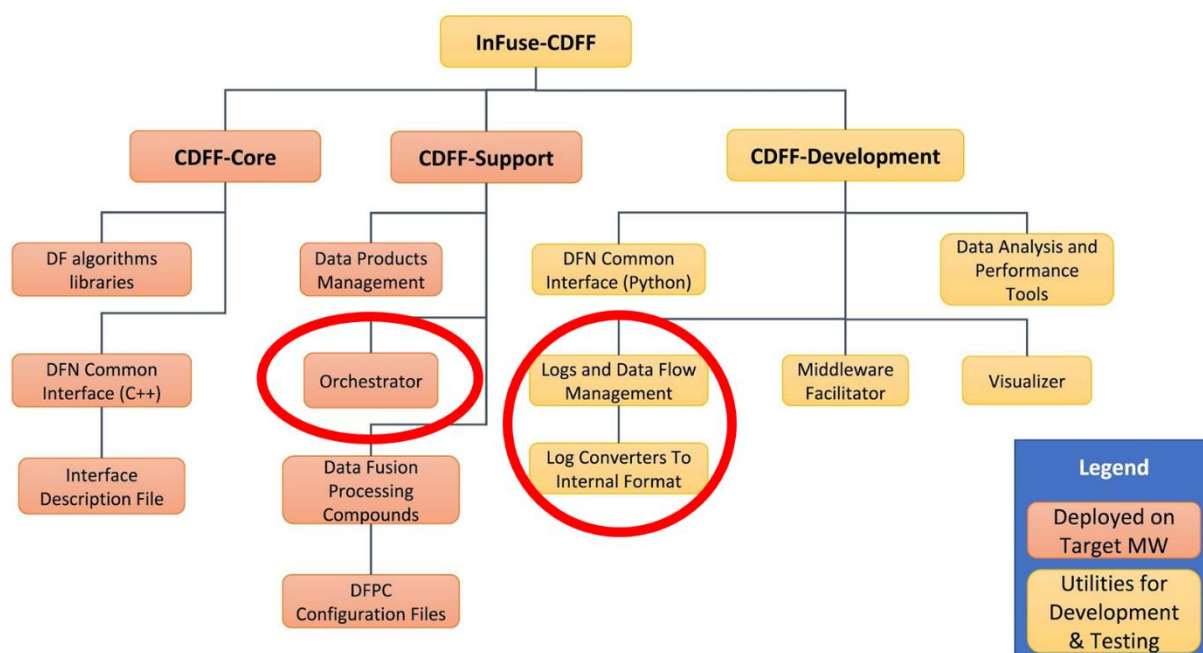 InFuse-CDFF
CDFF-Core
CDFF-Support
CDFF-Development
DF algorithms
libraries
Data Products
Management
DFN Common
Interface (Python)
Data Analysis and
Performance
Tools
DFN Common
Interface (C++)
Orchestrator
Logs and Data Flow
Management
Middleware
Facilitator
Visualizer
Interface
Description File
Data Fusion
Processing
Compounds
Log Converters To
Internal Format
DFPC
Configuration Files
Legend
Deployed on
Target MW
Utilities for
Development
& Testing